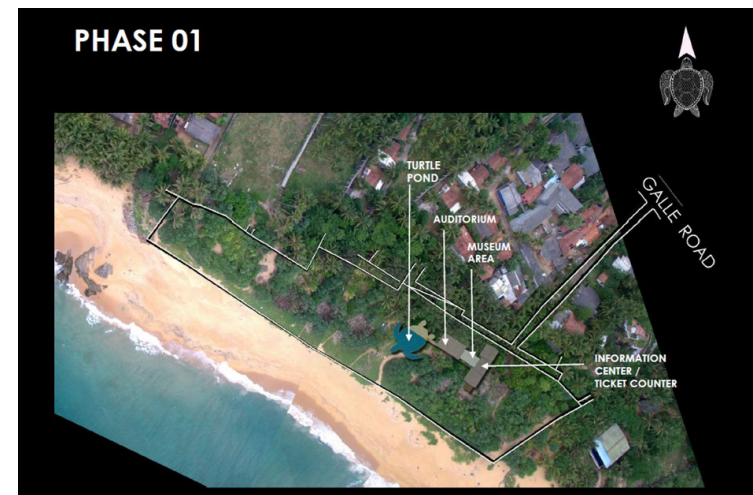 PHASE 01
TURTLE
POND
AUDITORIUM
MUSEUM
AREA
GALLE ROAD
INFORMATION
CENTER /
TICKET COUNTER